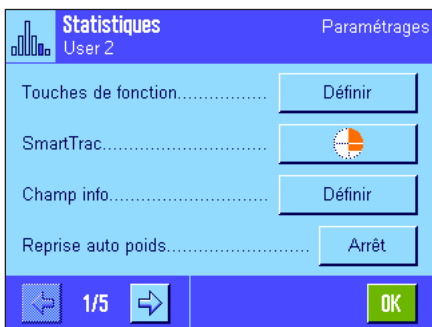 Statistiques Paramétrages
User 2
Touches de fonction................ Définir
SmartTrac............................
Champ info........................... Définir
Reprise auto poids....................... Arrêt
1/5 OK